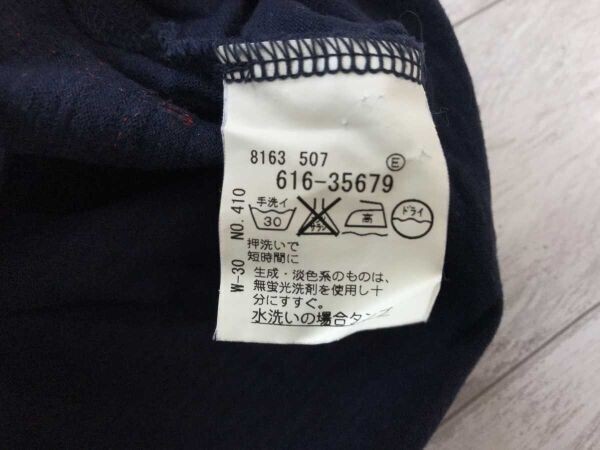 8163 507 E
616-35679
手洗イ
30
高
ドライ
押洗いで
短時間に
生成・淡色系のものは、
無蛍光洗剤を使用し十
分にすすぐ。
水洗いの場合タン
W-30 NO.410